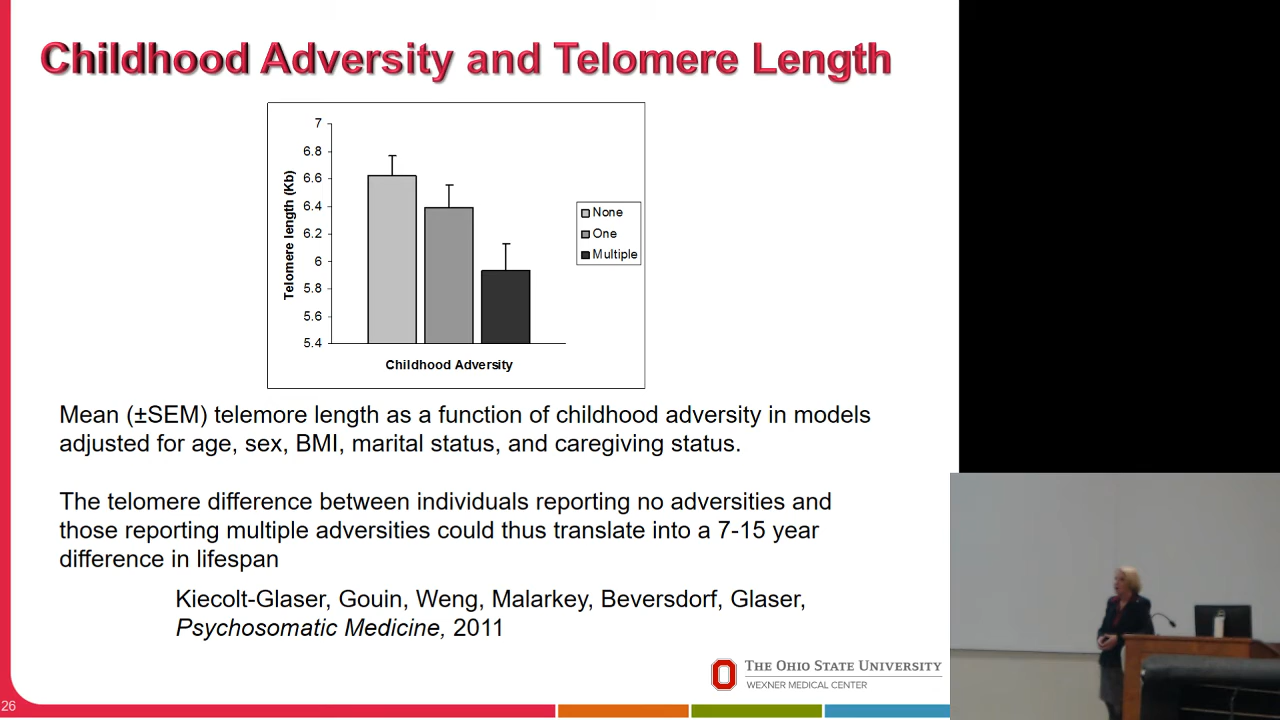 Childhood Adversity and Telomere Length
7
6.8
6.6
6.4
6.2
6
5.8
5.6
5.4
Telomere length (Kb)
None
One
Multiple
Childhood Adversity
Mean (±SEM) telemore length as a function of childhood adversity in models
adjusted for age, sex, BMI, marital status, and caregiving status.
The telomere difference between individuals reporting no adversities and
those reporting multiple adversities could thus translate into a 7-15 year
difference in lifespan
Kiecolt-Glaser, Gouin, Weng, Malarkey, Beversdorf, Glaser,
Psychosomatic Medicine, 2011
THE OHIO STATE UNIVERSITY
WEXNER MEDICAL CENTER
26